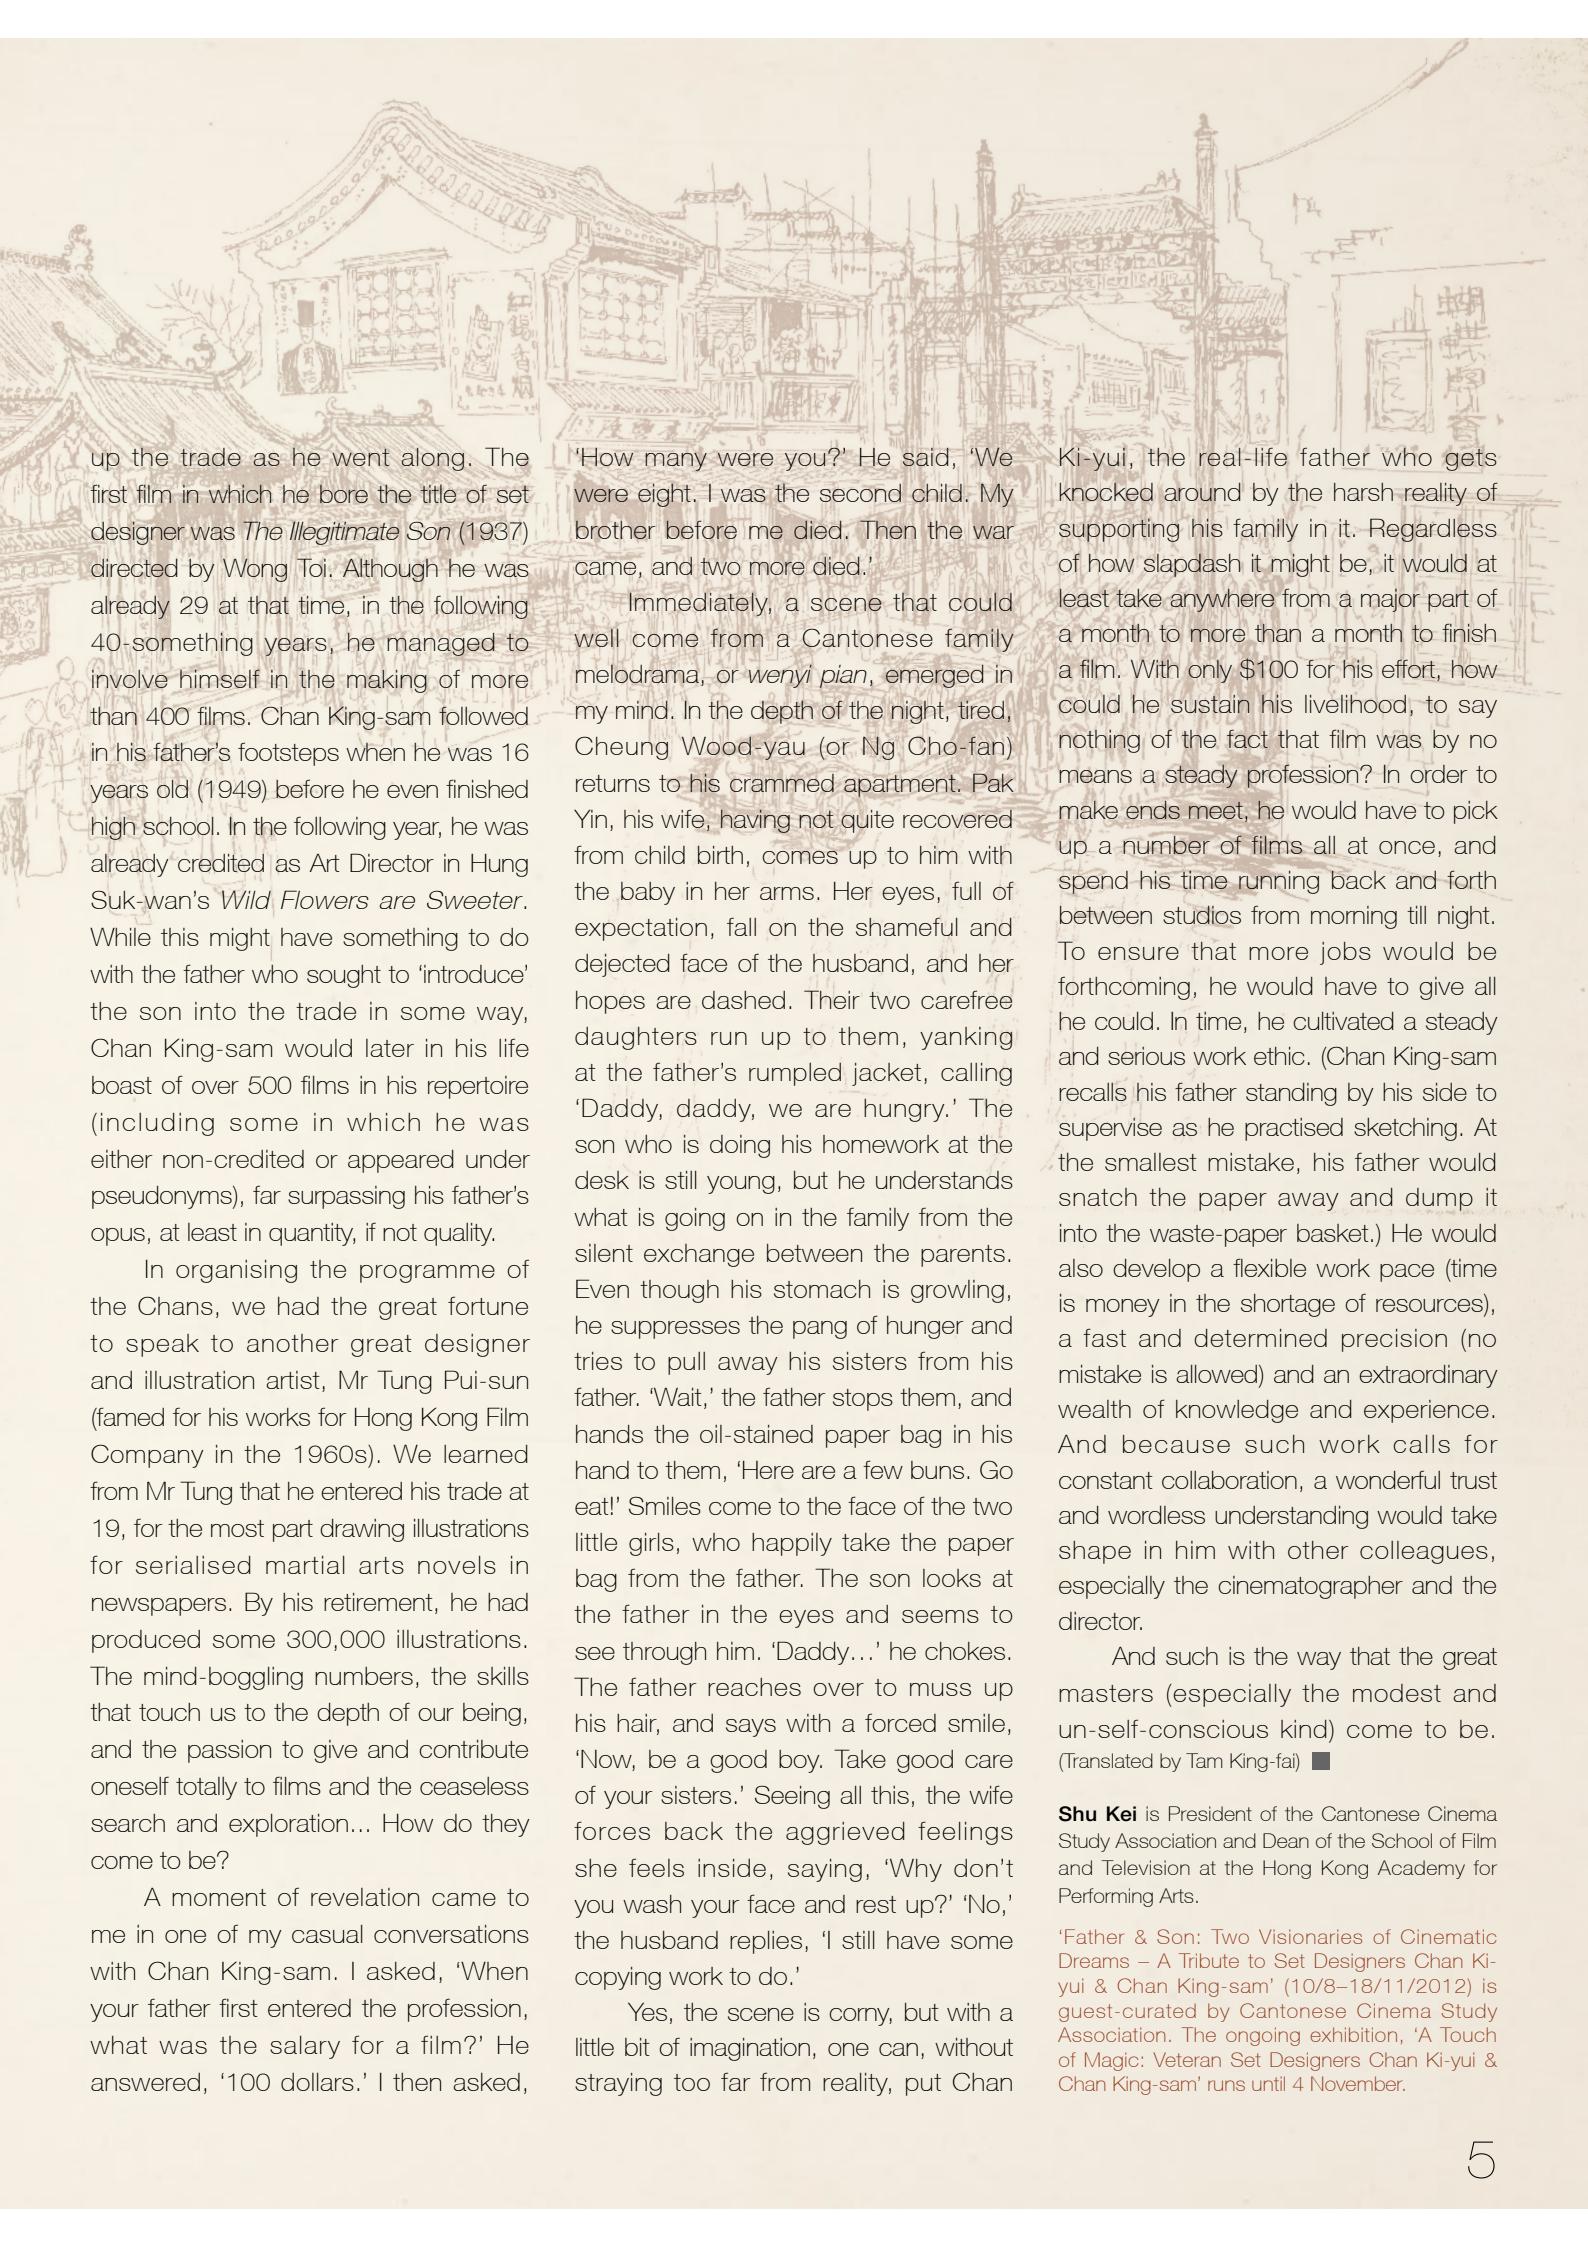 up the trade as he went along. The
first film in which he bore the title of set
designer was The Illegitimate Son (1937)
directed by Wong Toi. Although he was
already 29 at that time, in the following
40-something years, he managed to
involve himself in the making of more
than 400 films. Chan King-sam followed
in his father's footsteps when he was 16
years old (1949) before he even finished
high school. In the following year, he was
already credited as Art Director in Hung
Suk-wan's Wild Flowers are Sweeter.
While this might have something to do
with the father who sought to 'introduce'
the son into the trade in some way,
Chan King-sam would later in his life
boast of over 500 films in his repertoire
(including some in which he was
either non-credited or appeared under
pseudonyms), far surpassing his father's
opus, at least in quantity, if not quality.
In organising the programme of
the Chans, we had the great fortune
to speak to another great designer
and illustration artist, Mr Tung Pui-sun
(famed for his works for Hong Kong Film
Company in the 1960s). We learned
from Mr Tung that he entered his trade at
19, for the most part drawing illustrations
for serialised martial arts novels in
newspapers. By his retirement, he had
produced some 300,000 illustrations.
The mind-boggling numbers, the skills
that touch us to the depth of our being,
and the passion to give and contribute
oneself totally to films and the ceaseless
search and exploration… How do they
come to be?
A moment of revelation came to
me in one of my casual conversations
with Chan King-sam. I asked, 'When
your father first entered the profession,
what was the salary for a film?' He
answered, '100 dollars.' I then asked,
'How many were you?' He said, 'We
were eight. I was the second child. My
brother before me died. Then the war
came, and two more died.'
Immediately, a scene that could
well come from a Cantonese family
melodrama, or wenyi pian, emerged in
my mind. In the depth of the night, tired,
Cheung Wood-yau (or Ng Cho-fan)
returns to his crammed apartment. Pak
Yin, his wife, having not quite recovered
from child birth, comes up to him with
the baby in her arms. Her eyes, full of
expectation, fall on the shameful and
dejected face of the husband, and her
hopes are dashed. Their two carefree
daughters run up to them, yanking
at the father's rumpled jacket, calling
'Daddy, daddy, we are hungry.' The
son who is doing his homework at the
desk is still young, but he understands
what is going on in the family from the
silent exchange between the parents.
Even though his stomach is growling,
he suppresses the pang of hunger and
tries to pull away his sisters from his
father. 'Wait,' the father stops them, and
hands the oil-stained paper bag in his
hand to them, 'Here are a few buns. Go
eat!' Smiles come to the face of the two
little girls, who happily take the paper
bag from the father. The son looks at
the father in the eyes and seems to
see through him. 'Daddy…' he chokes.
The father reaches over to muss up
his hair, and says with a forced smile,
'Now, be a good boy. Take good care
of your sisters.' Seeing all this, the wife
forces back the aggrieved feelings
she feels inside, saying, 'Why don't
you wash your face and rest up?' 'No,'
the husband replies, 'I still have some
copying work to do.'
Yes, the scene is corny, but with a
little bit of imagination, one can, without
straying too far from reality, put Chan
Ki-yui, the real-life father who gets
knocked around by the harsh reality of
supporting his family in it. Regardless
of how slapdash it might be, it would at
least take anywhere from a major part of
a month to more than a month to finish
a film. With only $100 for his effort, how
could he sustain his livelihood, to say
nothing of the fact that film was by no
means a steady profession? In order to
make ends meet, he would have to pick
up a number of films all at once, and
spend his time running back and forth
between studios from morning till night.
To ensure that more jobs would be
forthcoming, he would have to give all
he could. In time, he cultivated a steady
and serious work ethic. (Chan King-sam
recalls his father standing by his side to
supervise as he practised sketching. At
the smallest mistake, his father would
snatch the paper away and dump it
into the waste-paper basket.) He would
also develop a flexible work pace (time
is money in the shortage of resources),
a fast and determined precision (no
mistake is allowed) and an extraordinary
wealth of knowledge and experience.
And because such work calls for
constant collaboration, a wonderful trust
and wordless understanding would take
shape in him with other colleagues,
especially the cinematographer and the
director.
And such is the way that the great
masters (especially the modest and
un-self-conscious kind) come to be.
(Translated by Tam King-fai) ■
Shu Kei is President of the Cantonese Cinema
Study Association and Dean of the School of Film
and Television at the Hong Kong Academy for
Performing Arts.
'Father & Son: Two Visionaries of Cinematic
Dreams – A Tribute to Set Designers Chan Ki-
yui & Chan King-sam' (10/8–18/11/2012) is
guest-curated by Cantonese Cinema Study
Association. The ongoing exhibition, 'A Touch
of Magic: Veteran Set Designers Chan Ki-yui &
Chan King-sam' runs until 4 November.
5